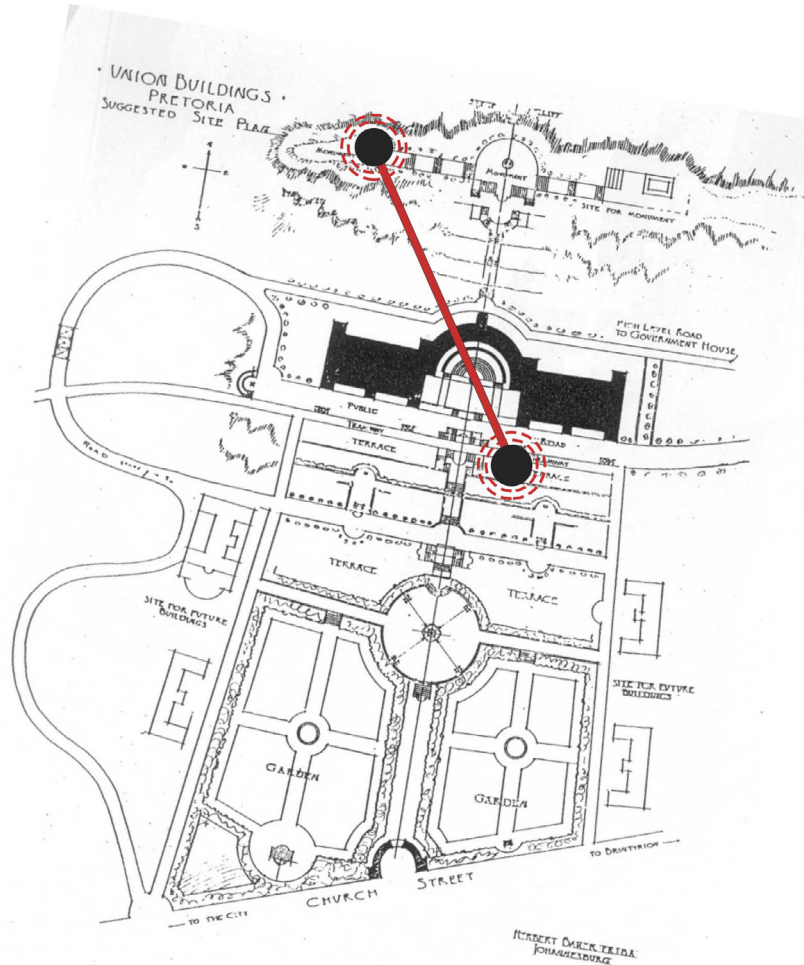 · UNION BUILDINGS ·
PRETORIA
SUGGESTED SITE PLAN
N
S
MONUMENT
SITE FOR MONUMENT
HIGH LEVEL ROAD
TO GOVERNMENT HOUSE
PUBLIC
ROAD
TRAMWAY
TERRACE
ROAD
TERRACE
TERRACE
SITE FOR FUTURE
BUILDINGS
SITE FOR FUTURE
BUILDINGS
GARDEN
GARDEN
CHURCH STREET
TO THE CITY
TO
HERBERT BAKER F.R.I.B.A.
JOHANNESBURG